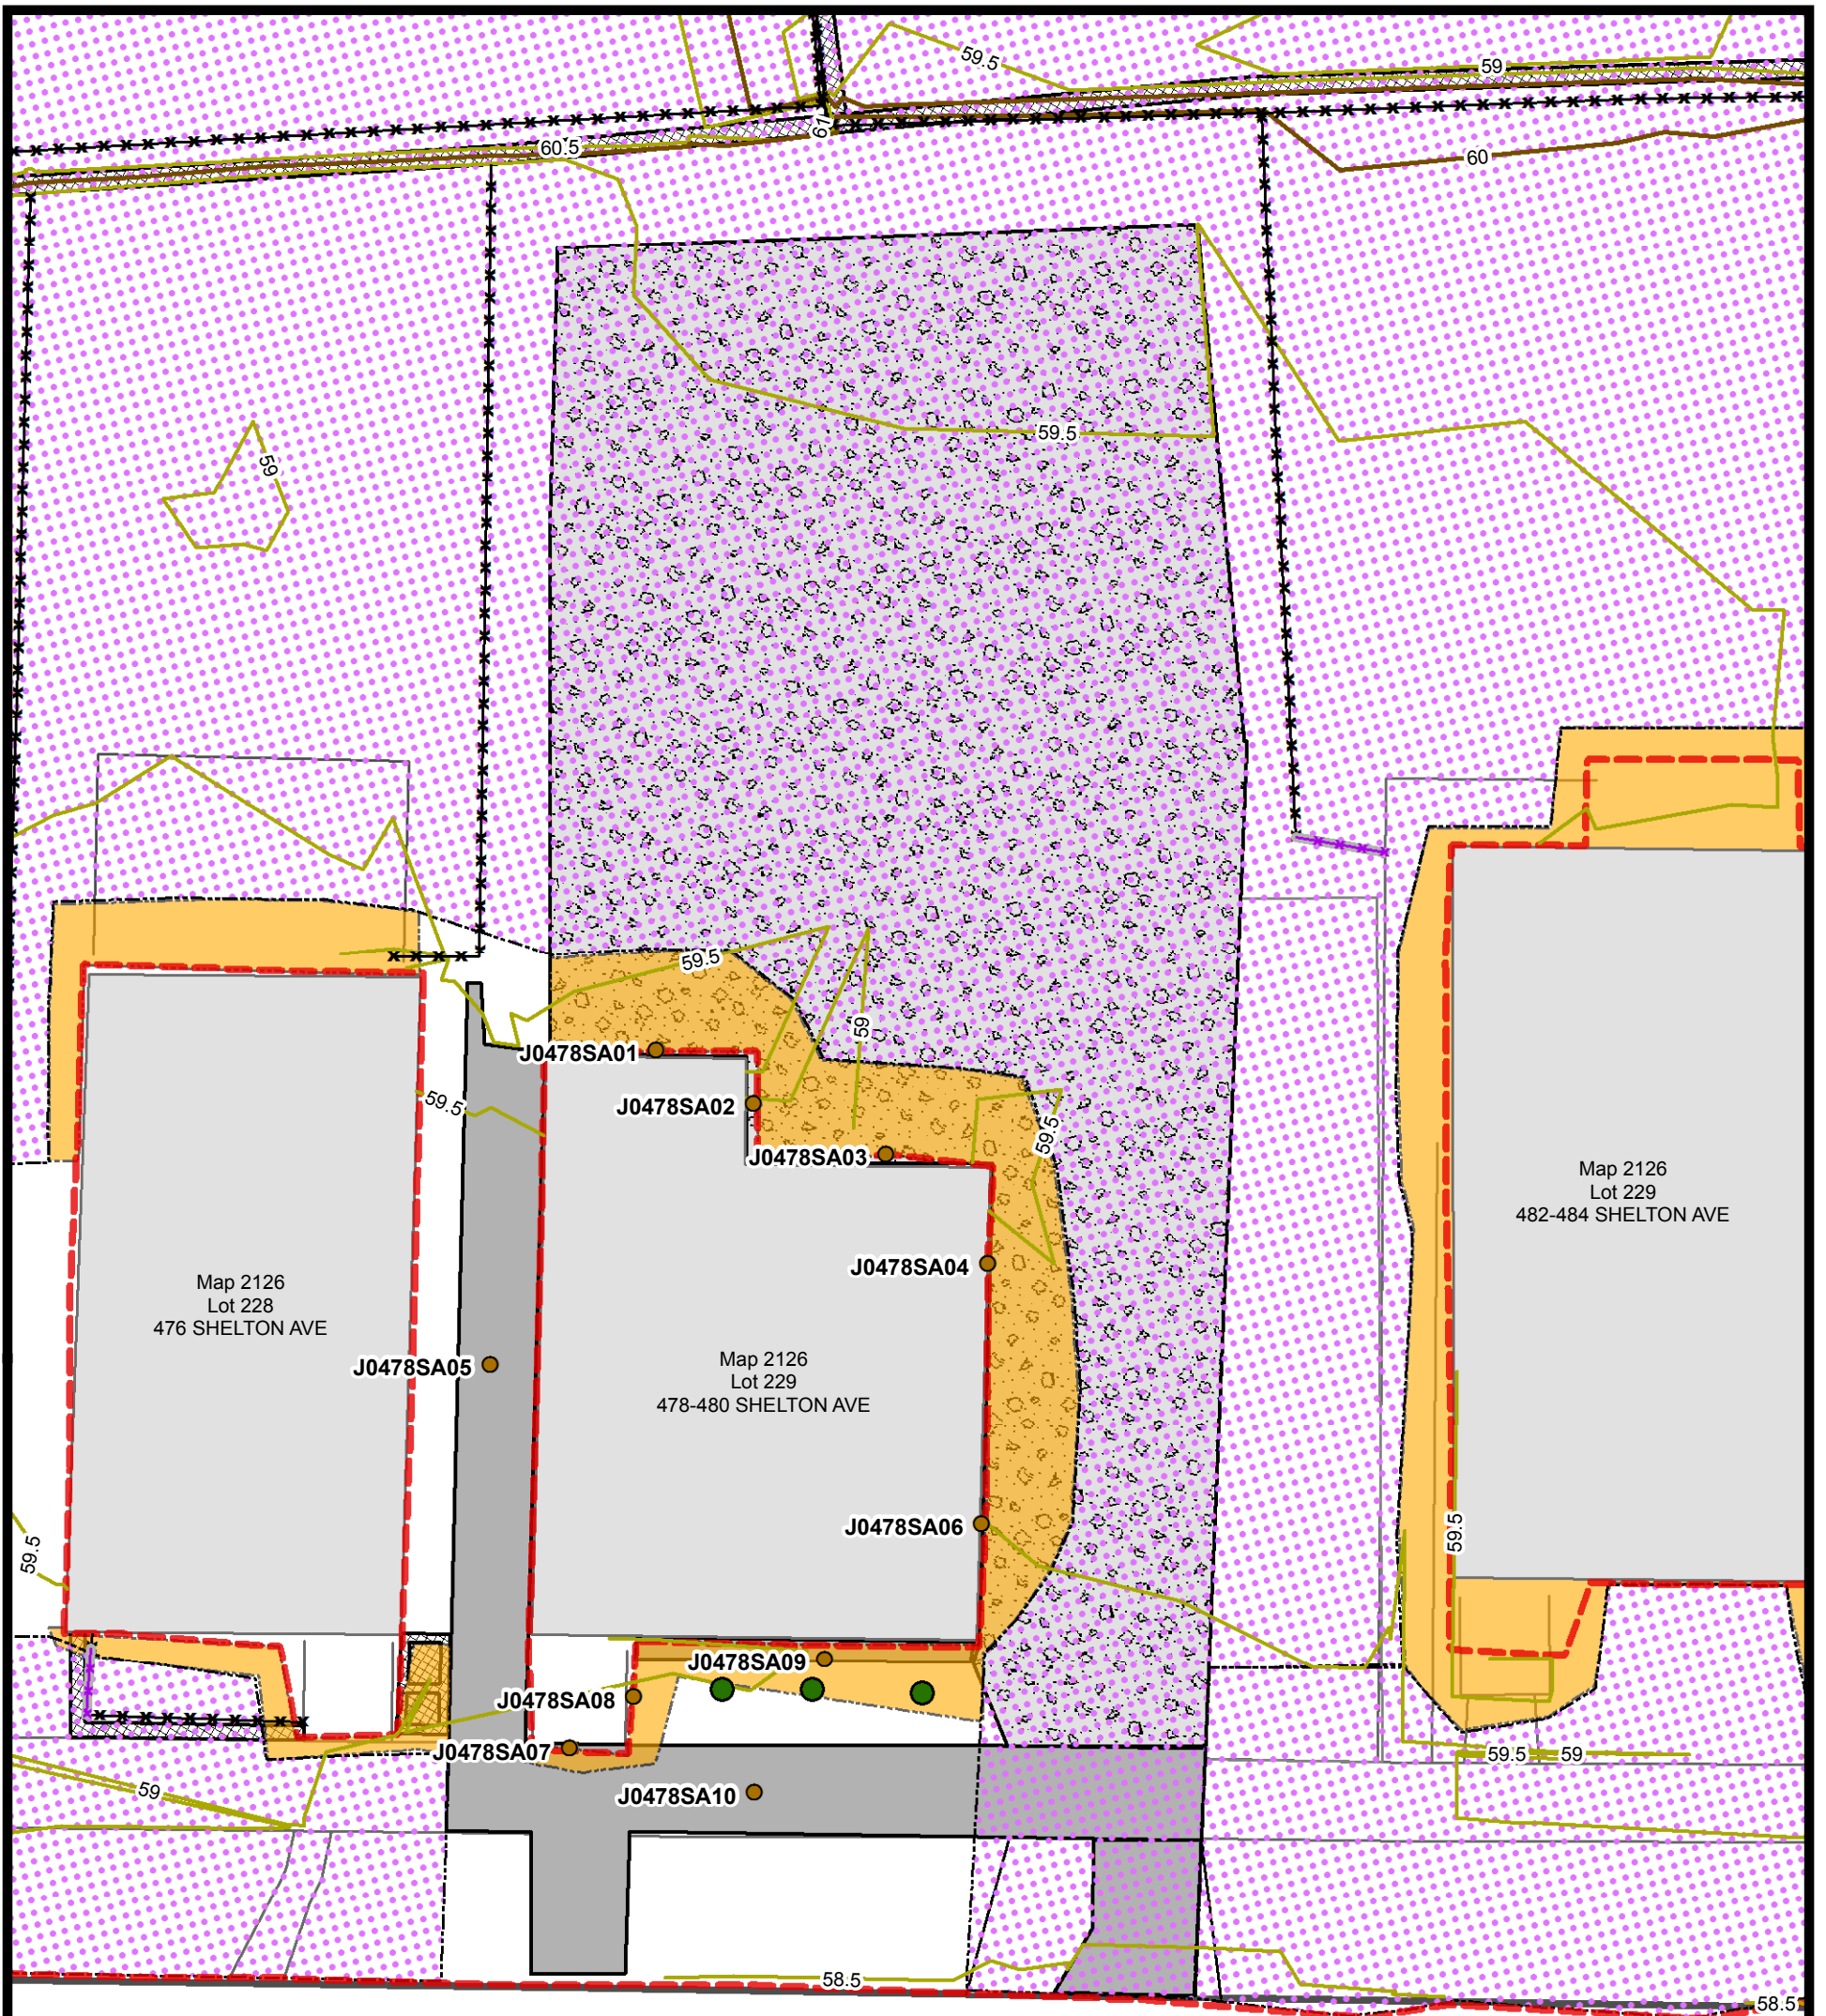 59.5
59
61
60.5
60
59.5
59
59.5
59
J0478SA01
59.5
J0478SA02
59.5
J0478SA03
Map 2126
Lot 229
482-484 SHELTON AVE
J0478SA04
Map 2126
Lot 228
476 SHELTON AVE
J0478SA05
Map 2126
Lot 229
478-480 SHELTON AVE
J0478SA06
59.5
59.5
J0478SA09
J0478SA08
J0478SA07
59.5
59
59
J0478SA10
58.5
58.5